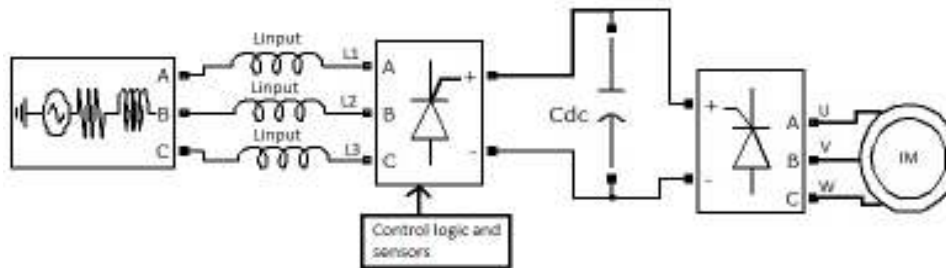 Linput
L1
A
A
+
Linput
L2
B
B
Cdc
+
A
U
Linput
L3
C
C
-
B
V
IM
-
C
W
Control logic and
sensors